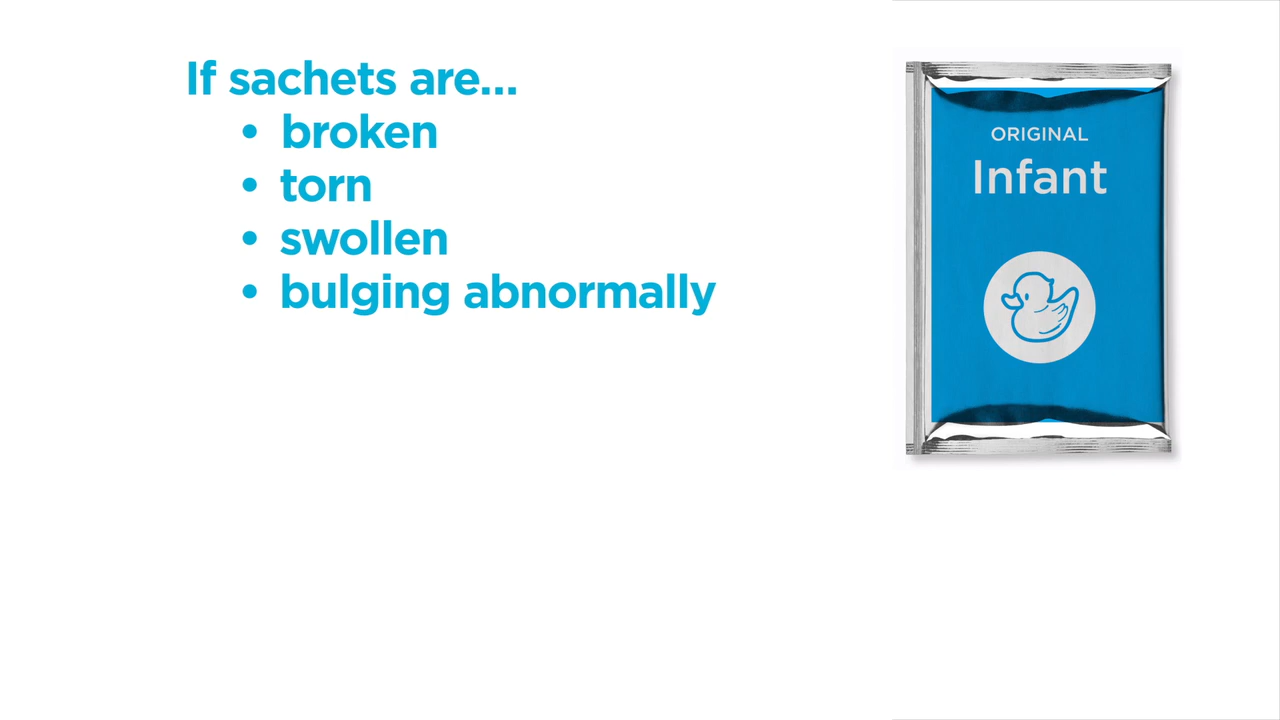 If sachets are...
• broken
• torn
• swollen
• bulging abnormally
ORIGINAL
Infant